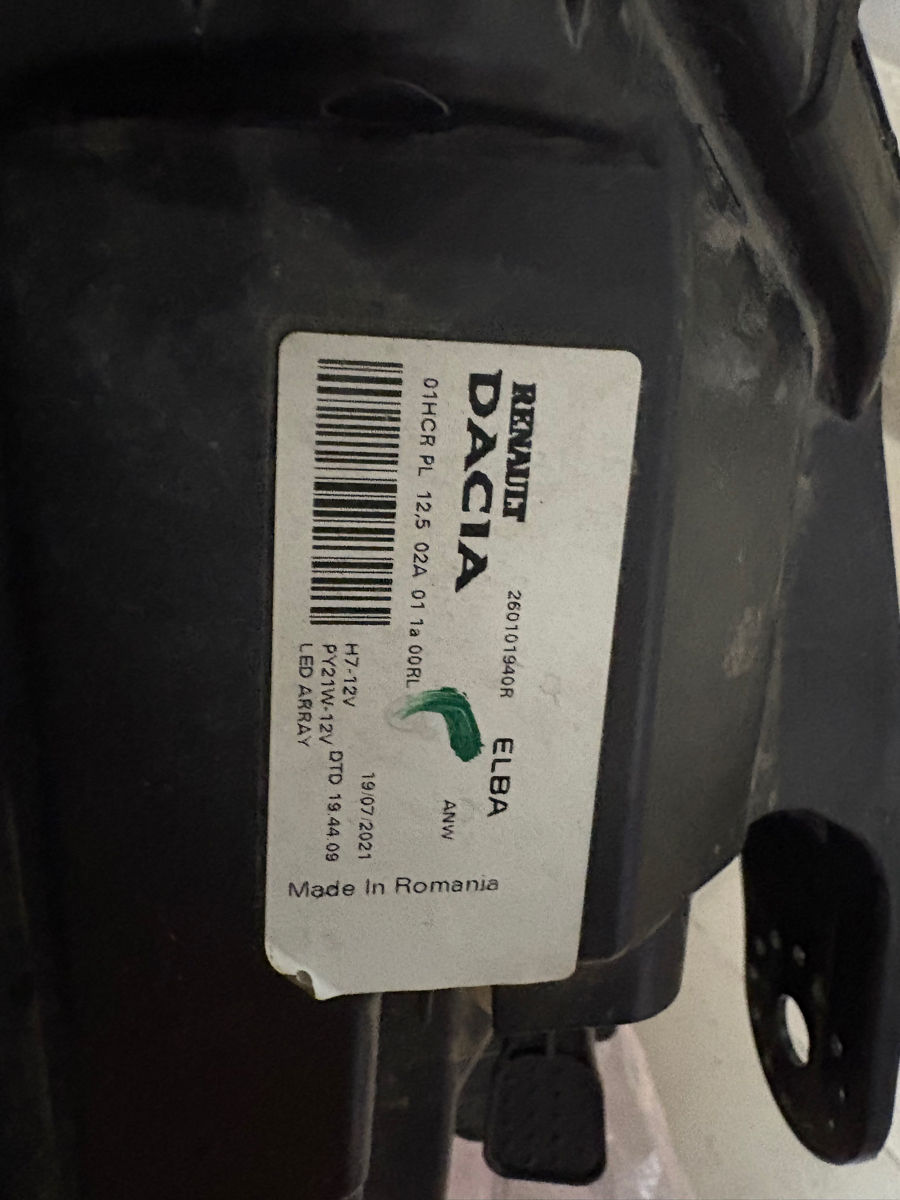 RENAULT
DACIA
260101940R
ELBA
01HCR PL 12,5 02A 01 1a 00RL
ANW
H7-12V
PY21W-12V
LED ARRAY
19/07/2021
DTD 19.44.09
Made In Romania